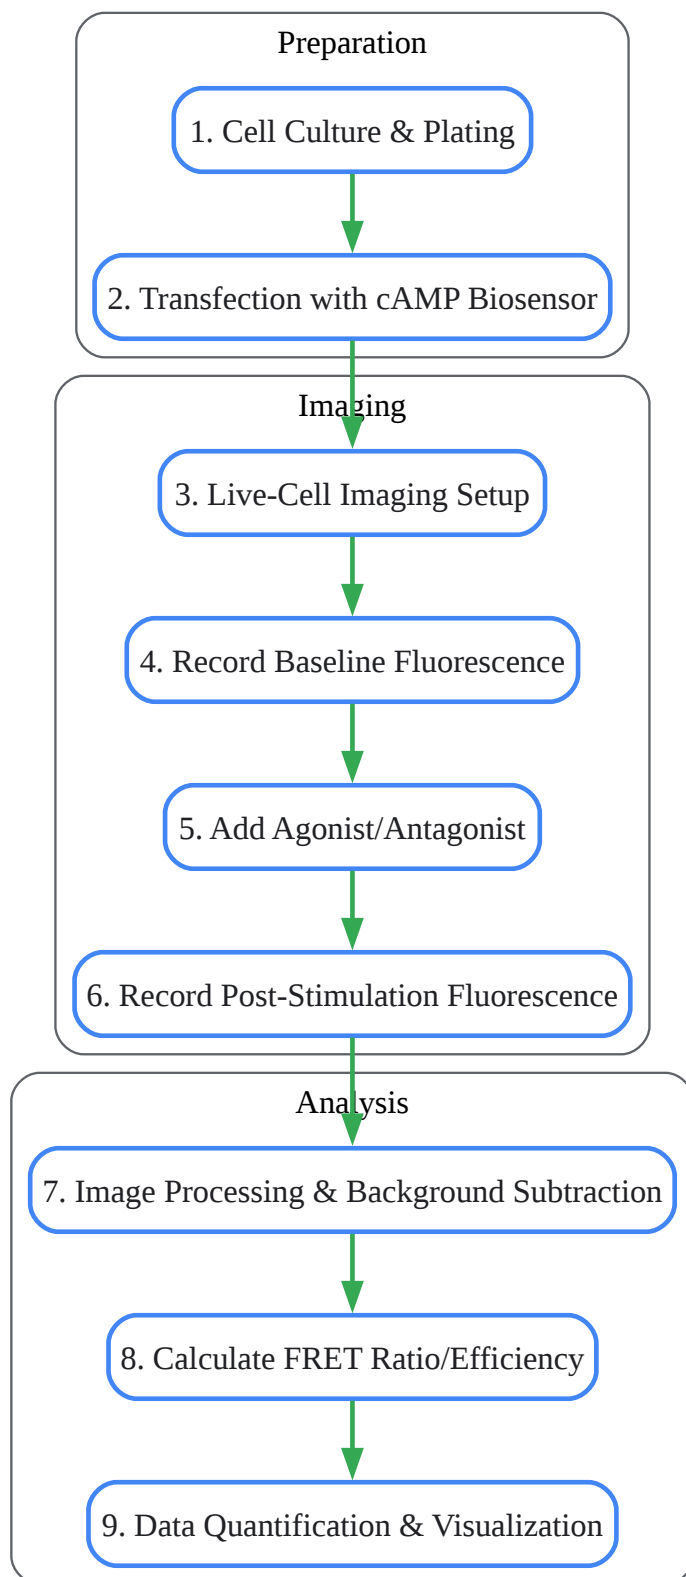 Preparation
1. Cell Culture & Plating
2. Transfection with cAMP Biosensor
Imaging
3. Live-Cell Imaging Setup
4. Record Baseline Fluorescence
5. Add Agonist/Antagonist
6. Record Post-Stimulation Fluorescence
Analysis
7. Image Processing & Background Subtraction
8. Calculate FRET Ratio/Efficiency
9. Data Quantification & Visualization